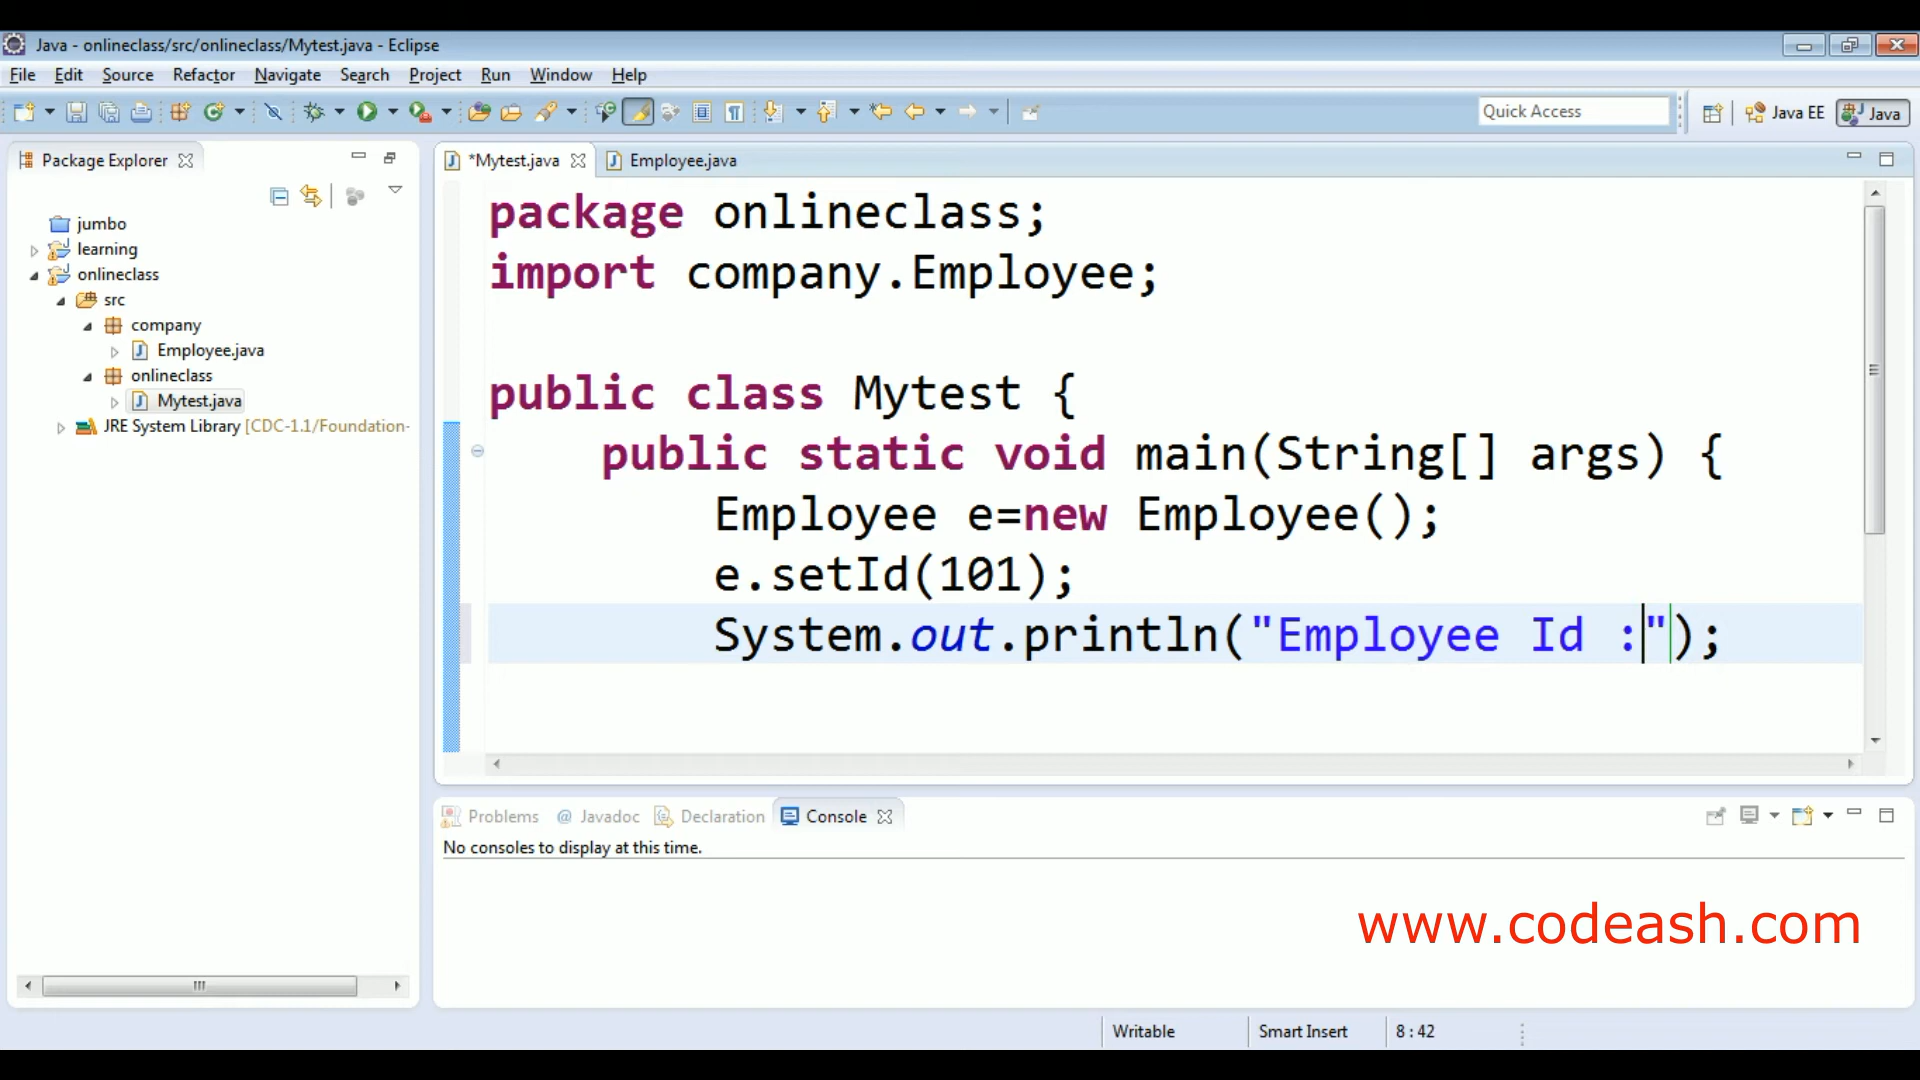 Java - onlineclass/src/onlineclass/Mytest.java - Eclipse
File Edit Source Refactor Navigate Search Project Run Window Help
Quick Access
Java EE
Java
Package Explorer
jumbo
learning
onlineclass
src
company
Employee.java
onlineclass
Mytest.java
JRE System Library [CDC-1.1/Foundation-
*Mytest.java
Employee.java
package onlineclass;
import company.Employee;
public class Mytest {
public static void main(String[] args) {
Employee e=new Employee();
e.setId(101);
System.out.println("Employee Id :");
Problems @ Javadoc Declaration Console
No consoles to display at this time.
www.codeash.com
Writable Smart Insert 8 : 42